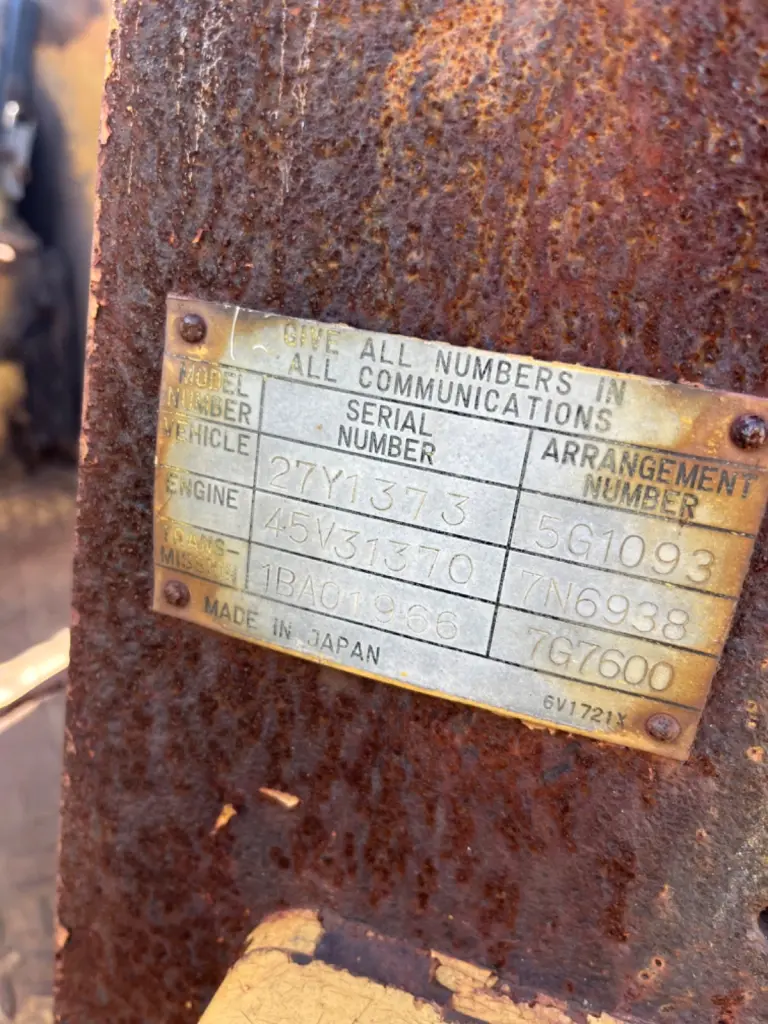 GIVE ALL NUMBERS IN
ALL COMMUNICATIONS
MODEL NUMBER SERIAL NUMBER ARRANGEMENT NUMBER
VEHICLE 27Y1373 5G1093
ENGINE 45V31370 7N6938
TRANS-MISSION 1BA01966 7G7600
MADE IN JAPAN
6V1721X